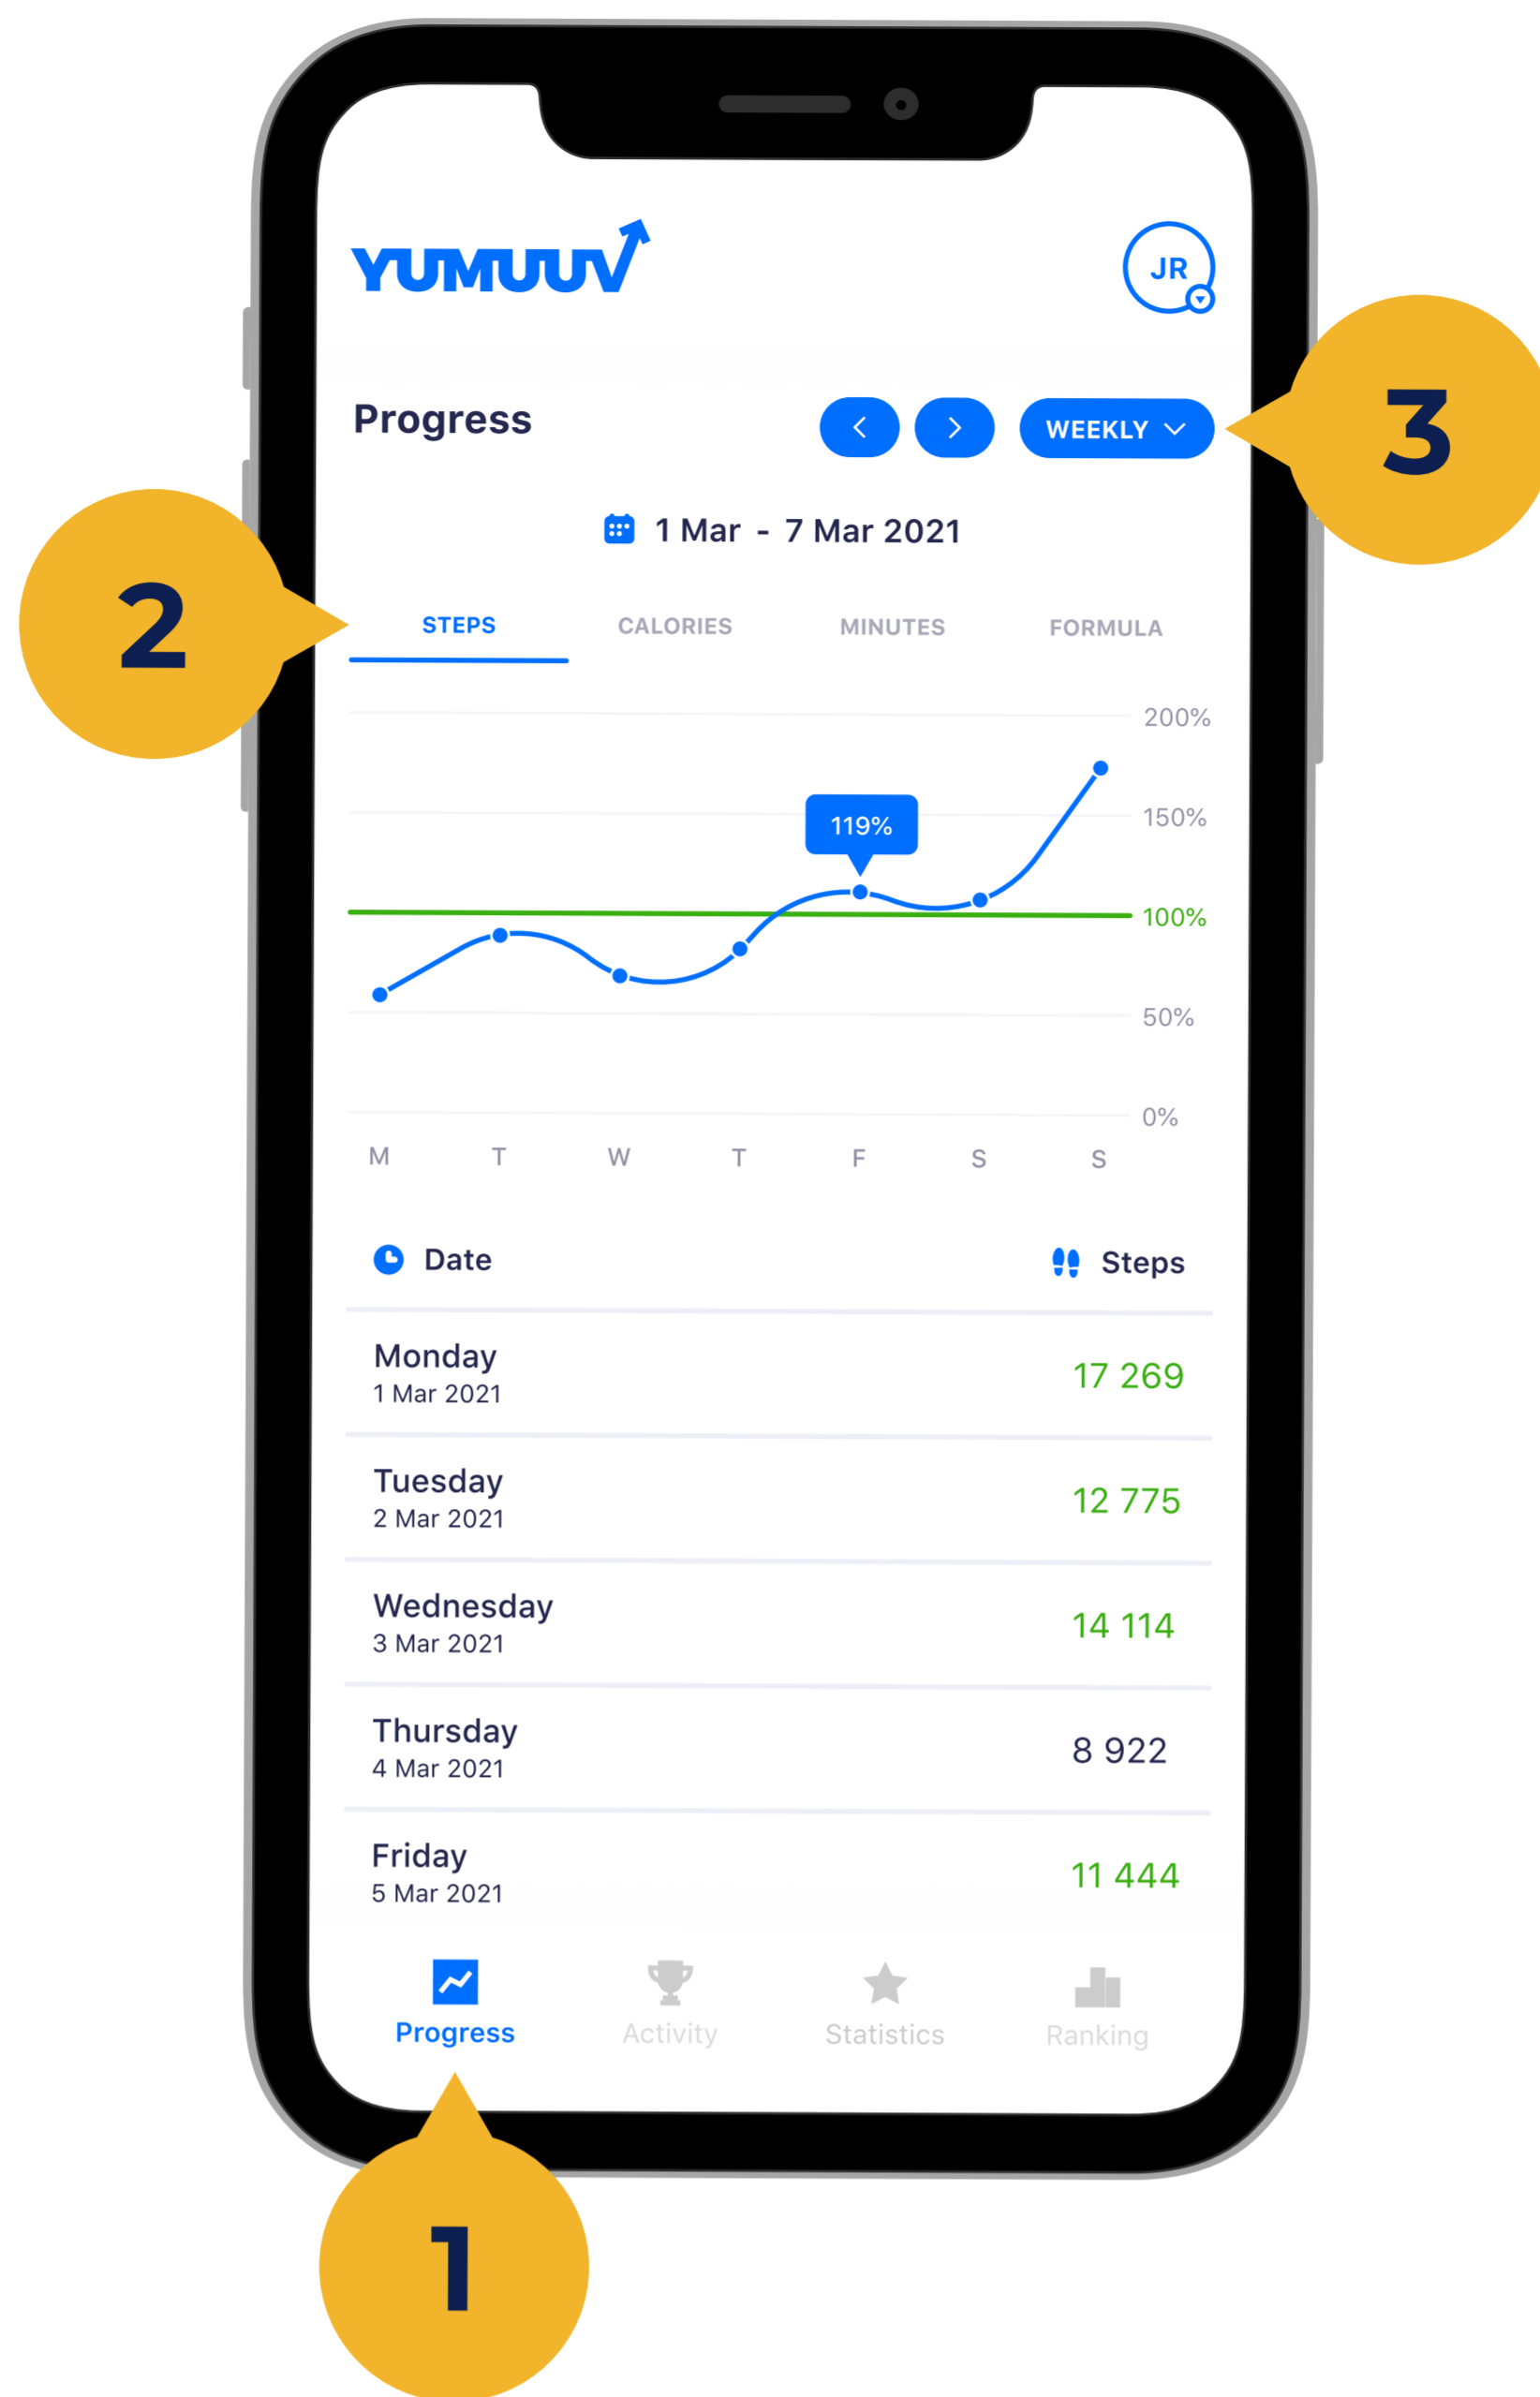 YUMUUV
JR
Progress
WEEKLY
3
1 Mar - 7 Mar 2021
2
STEPS CALORIES MINUTES FORMULA
200%
119%
150%
100%
50%
0%
M T W T F S S
Date Steps
Monday
1 Mar 2021
17 269
Tuesday
2 Mar 2021
12 775
Wednesday
3 Mar 2021
14 114
Thursday
4 Mar 2021
8 922
Friday
5 Mar 2021
11 444
Progress Activity Statistics Ranking
1